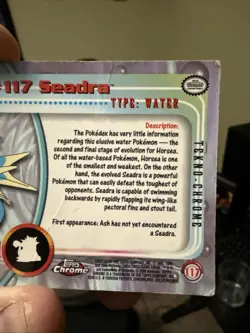 117 Seadra
TYPE: WATER
Description:
The Pokédex has very little information
regarding this elusive water Pokémon — the
second and final stage of evolution for Horsea.
Of all the water-based Pokémon, Horsea is one
of the smallest and weakest. On the other
hand, the evolved Seadra is a powerful
Pokémon that can easily defeat the toughest of
opponents. Seadra is capable of swimming
backwards by rapidly flapping its wing-like
pectoral fins and stout tail.
First appearance: Ash has not yet encountered
a Seadra.
TEKNO-CHROME
TOPPS
Chrome
117